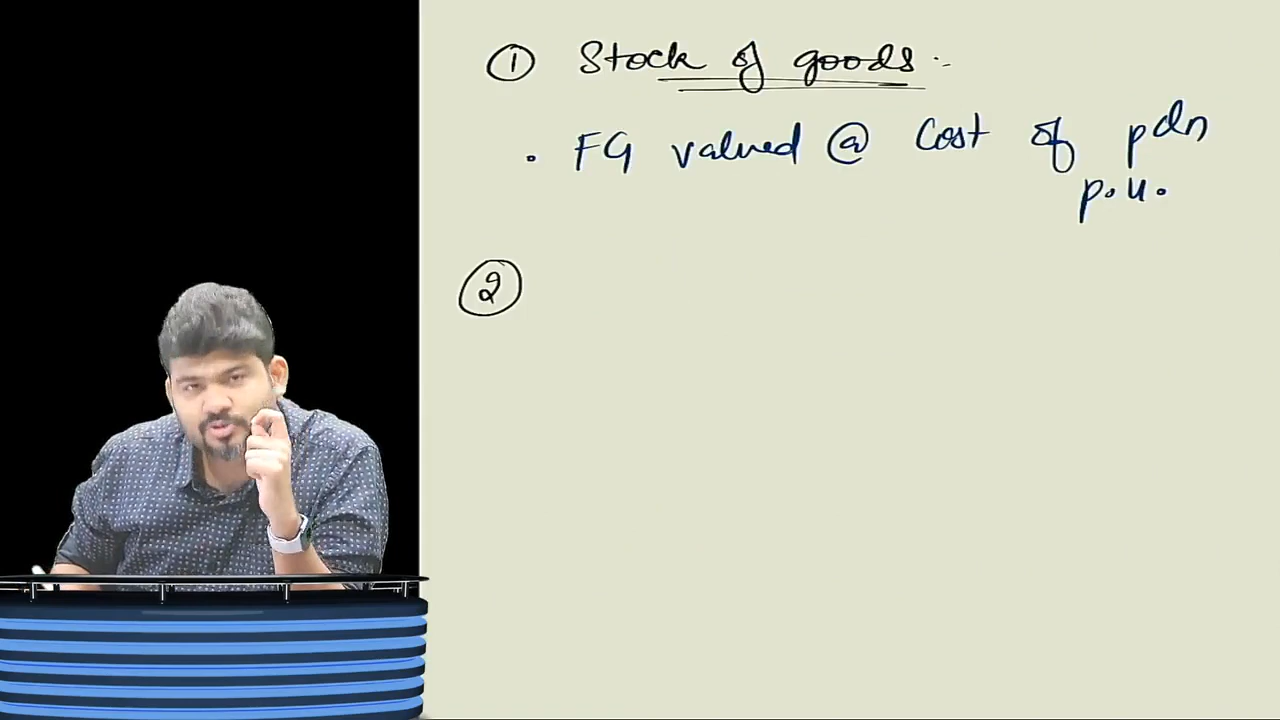 ① Stock of goods :-
. FG valued @ Cost of pdn
p.u.
②